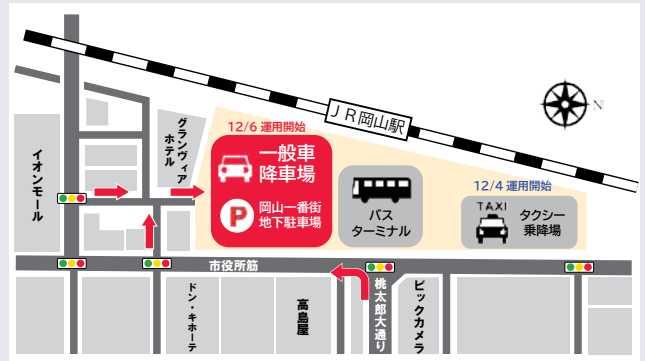 JR岡山駅
N
12/6 運用開始
一般車
降車場
P
岡山一番街
地下駐車場
グランヴィア
ホテル
イオンモール
バス
ターミナル
12/4 運用開始
TAXI
タクシー
乗降場
市役所筋
ドン・キホーテ
高島屋
桃太郎大通り
ビックカメラ